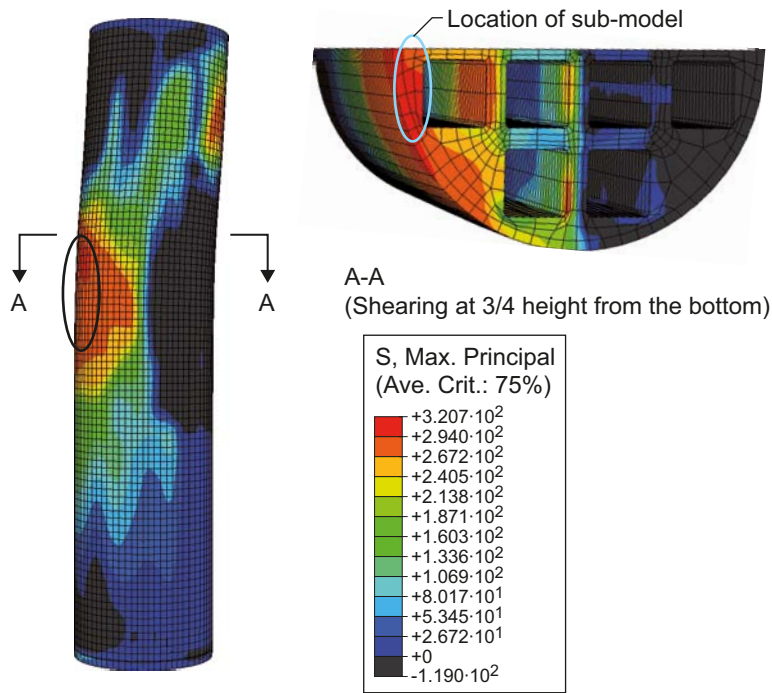 Location of sub-model
A
A
A-A
(Shearing at 3/4 height from the bottom)
S, Max. Principal
(Ave. Crit.: 75%)
+3.207·10²
+2.940·10²
+2.672·10²
+2.405·10²
+2.138·10²
+1.871·10²
+1.603·10²
+1.336·10²
+1.069·10²
+8.017·10¹
+5.345·10¹
+2.672·10¹
+0
-1.190·10²